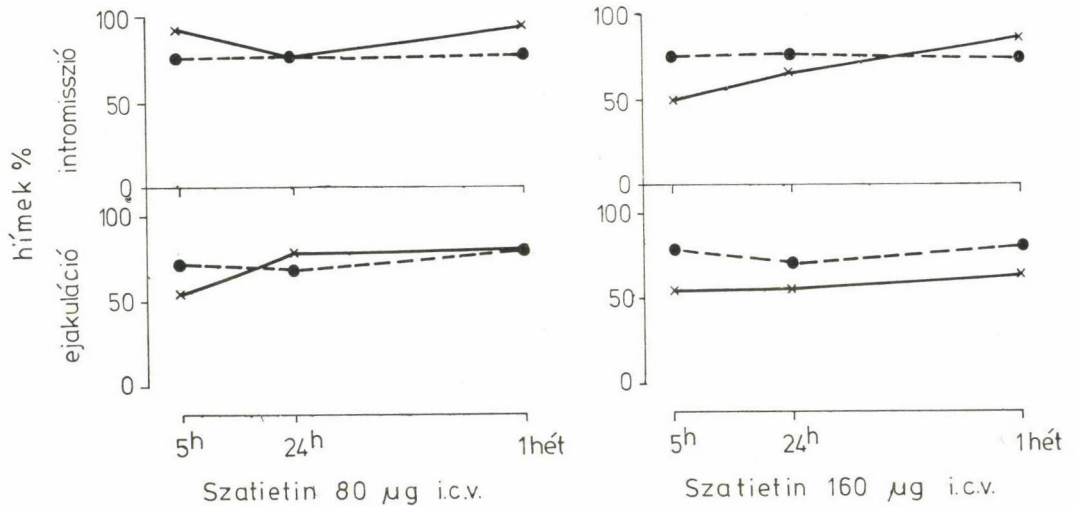 hímek %
intromisszió
100
50
0
ejakuláció
100
50
0
5h 24h 1hét
Szatietin 80 µg i.c.v.
100
50
0
100
50
0
5h 24h 1hét
Szatietin 160 µg i.c.v.